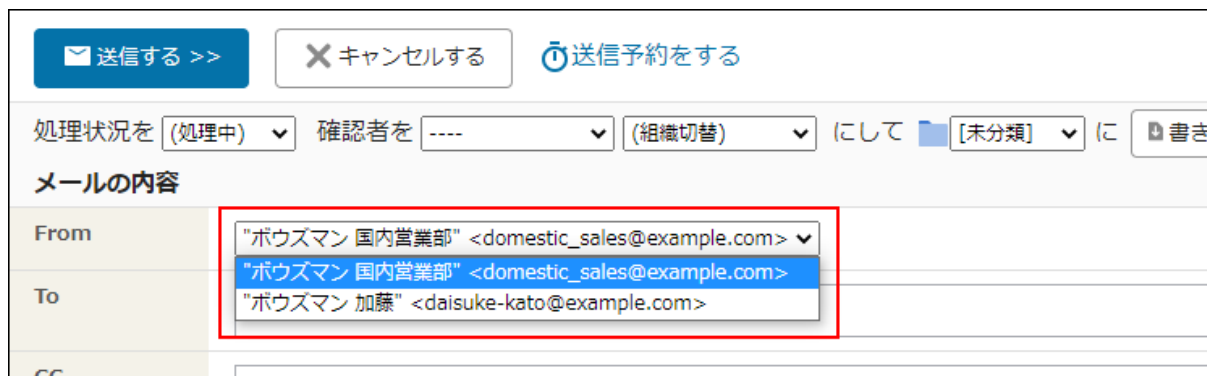 送信する >> キャンセルする 送信予約をする
処理状況を (処理中) 確認者を ---- (組織切替) にして [未分類] に 書き
メールの内容
From "ボウズマン 国内営業部" <domestic_sales@example.com>
"ボウズマン 国内営業部" <domestic_sales@example.com>
To "ボウズマン 加藤" <daisuke-kato@example.com>